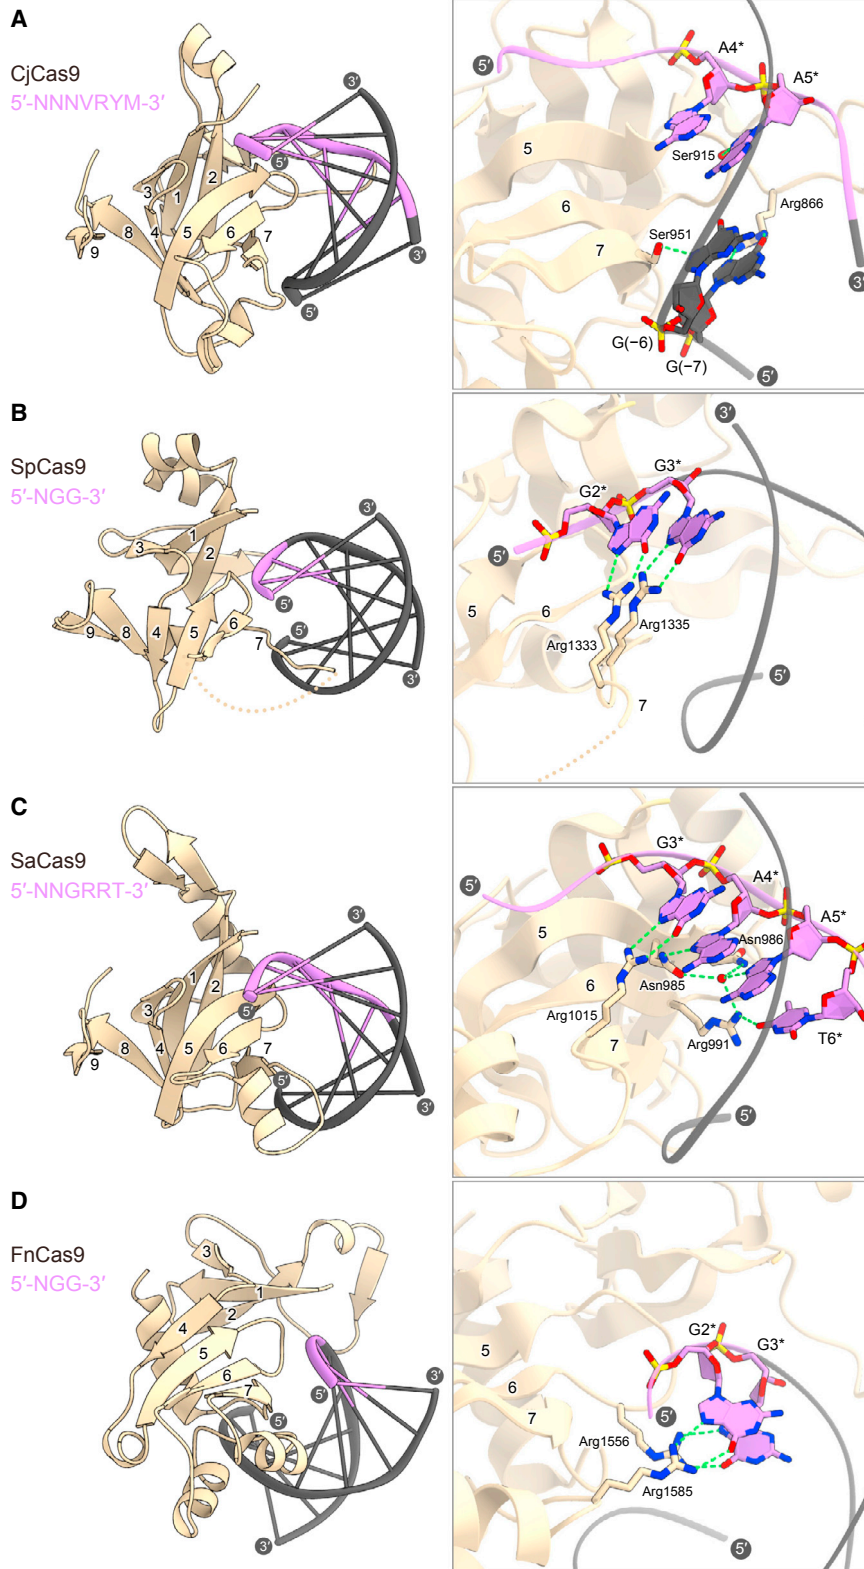 A
CjCas9
5′-NNNVRYM-3′
3′
5′
3
1
2
9
8
4
5
6
7
3′
5′
5′
A4*
A5*
5
Ser915
6
Arg866
Ser951
7
3′
G(−6)
G(−7)
5′
B
SpCas9
5′-NGG-3′
3′
1
3
2
5′
9
8
4
5
6
5′
7
3′
3′
G3*
G2*
5′
5
6
Arg1333
Arg1335
5′
7
C
SaCas9
5′-NNGRRT-3′
3′
1
2
3
5′
9
8
4
5
6
7
5′
3′
G3*
5′
A4*
A5*
5
Asn986
6
Asn985
Arg1015
7
Arg991
T6*
5′
D
FnCas9
5′-NGG-3′
3
1
2
4
5
6
7
5′
3′
5′
3′
G2*
G3*
5
6
7
5′
Arg1556
Arg1585
5′